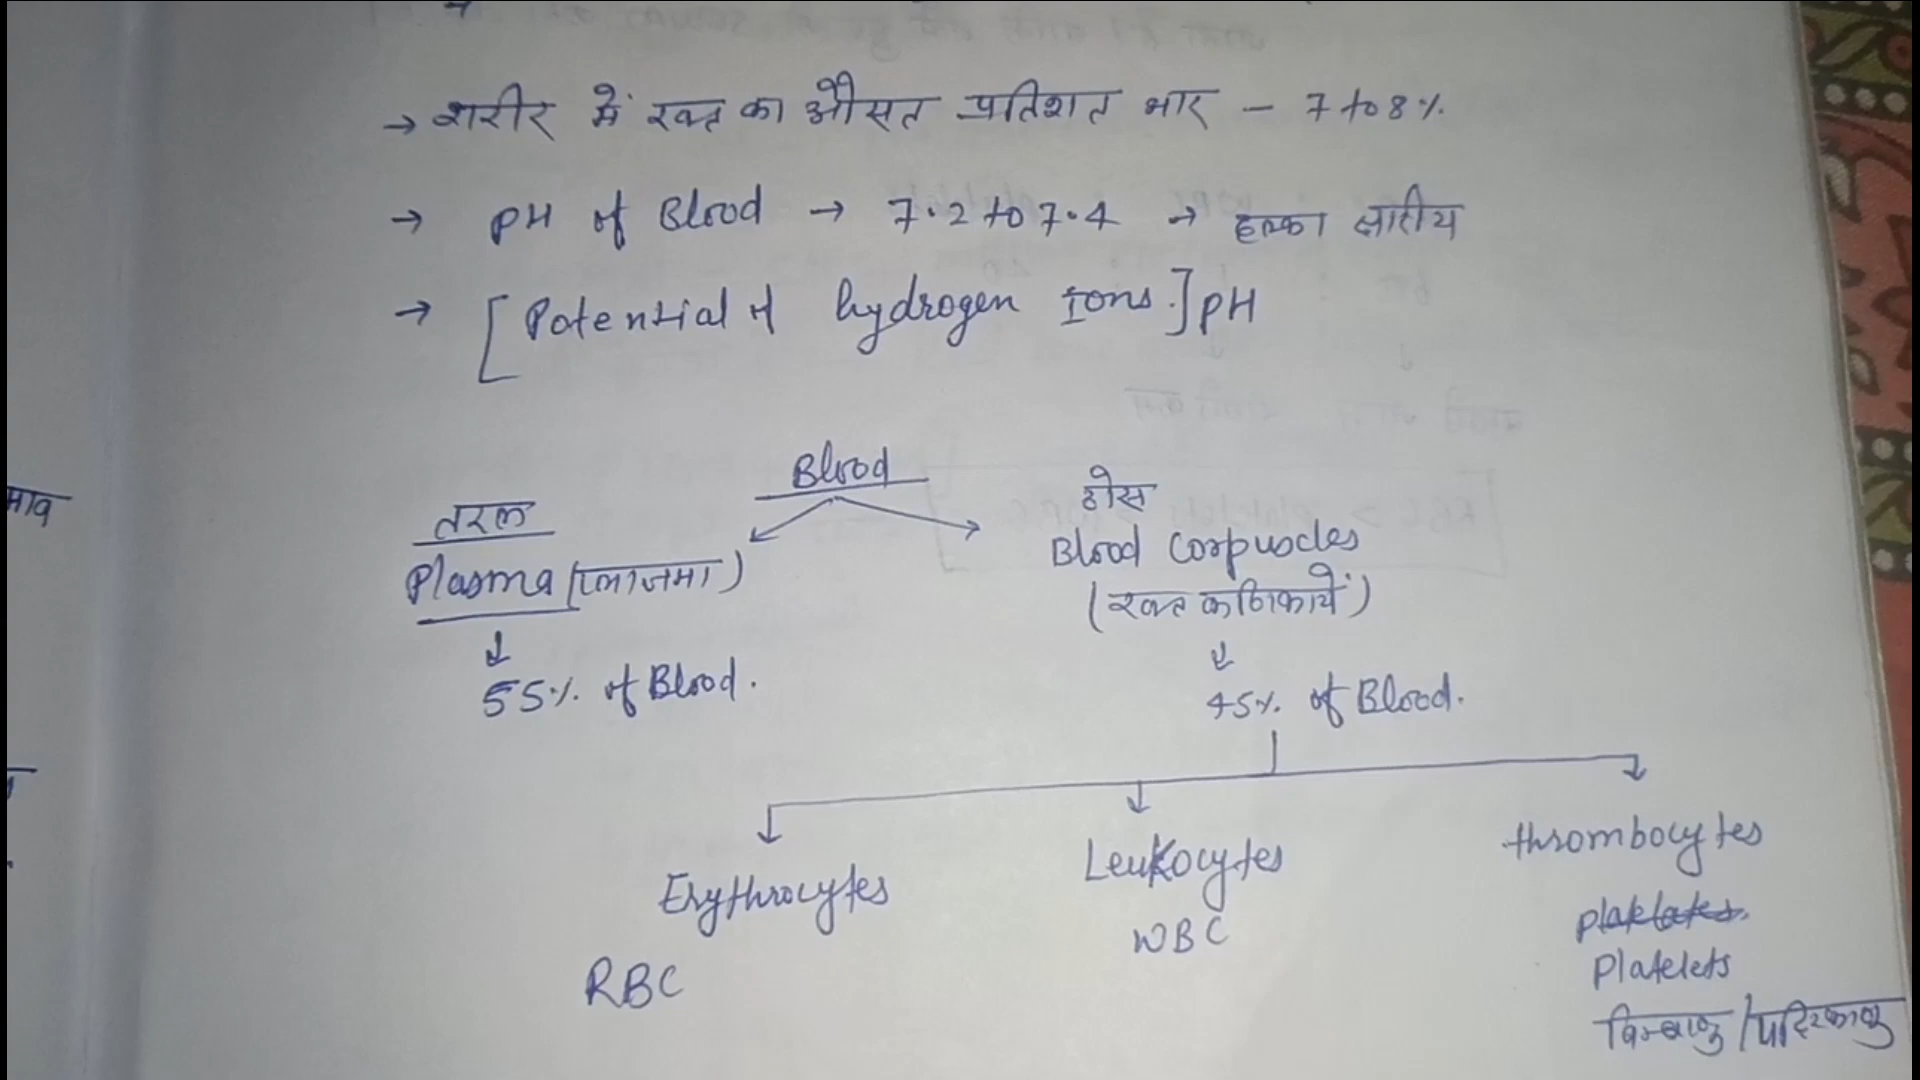 → शरीर में रक्त का औसत प्रतिशत भार – 7 to 8%
→ PH of Blood → 7.2 to 7.4 → हल्का क्षारीय
→ [Potential of hydrogen Ions.] PH
Blood
तरल
Plasma (प्लाजमा)
↓
55% of Blood.
ठोस
Blood Corpuscles
(रक्त कणिकायें)
↓
45% of Blood.
Erythrocytes
RBC
Leukocytes
WBC
thrombocytes
Platelets
बिम्बाणु / पट्टिकाणु